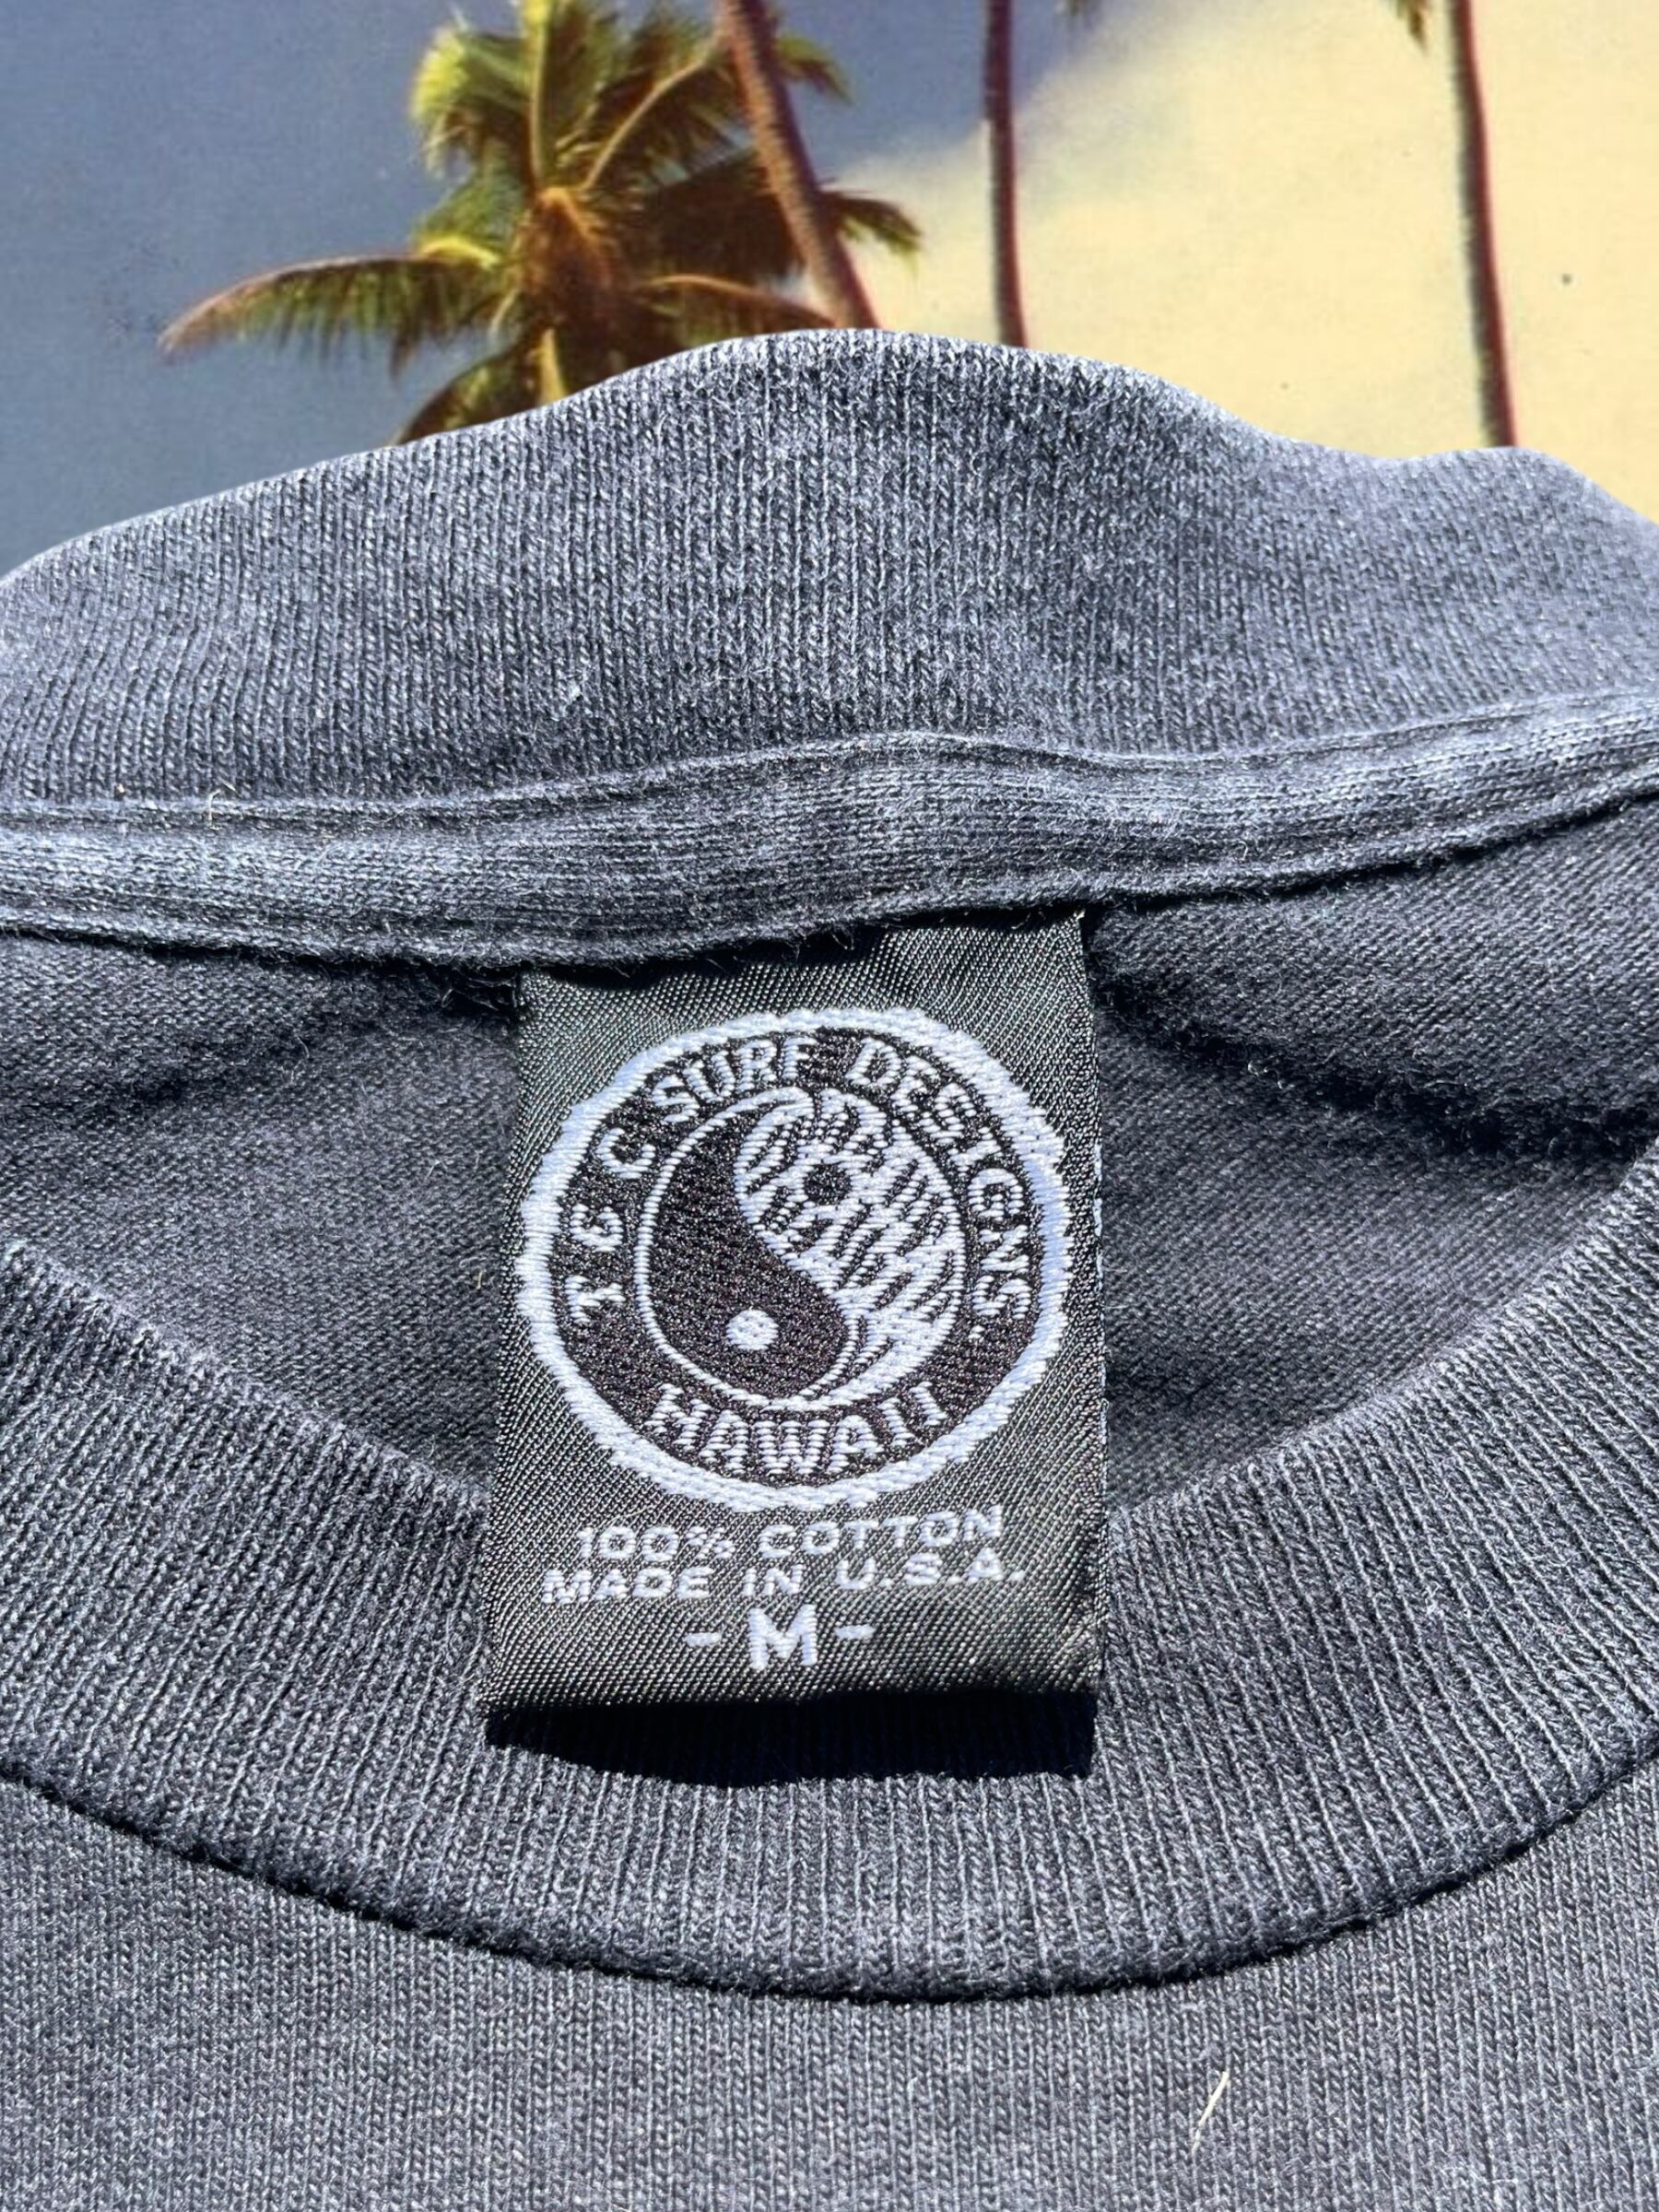 T&C SURF DESIGNS.
HAWAII
100% COTTON
MADE IN U.S.A.
-M-